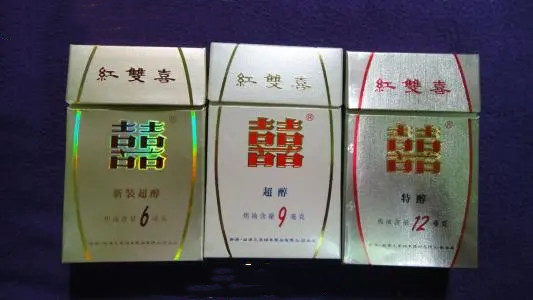 紅雙喜
囍
®
新裝超醇
焦油含量6毫克
紅雙喜
囍
®
超醇
焦油含量9毫克
紅雙喜
囍
®
特醇
焦油含量12毫克